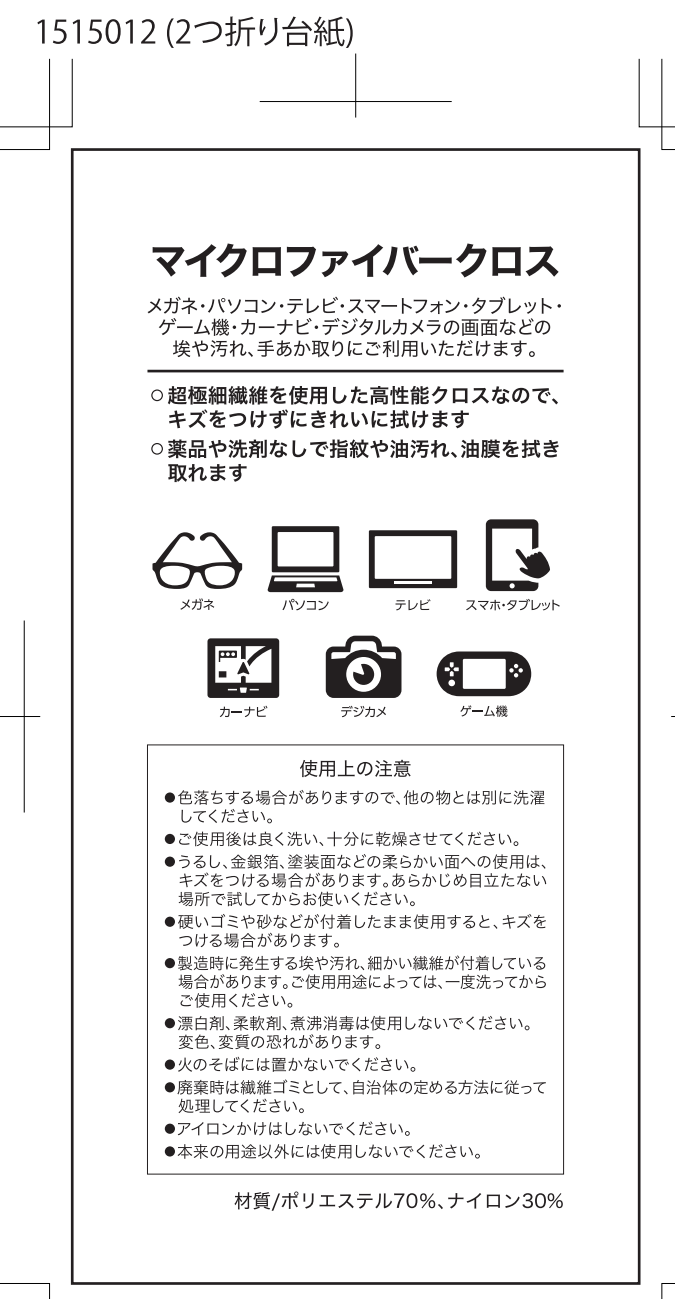 1515012 (2つ折り台紙)
マイクロファイバークロス
メガネ・パソコン・テレビ・スマートフォン・タブレット・
ゲーム機・カーナビ・デジタルカメラの画面などの
埃や汚れ、手あか取りにご利用いただけます。
○超極細繊維を使用した高性能クロスなので、
キズをつけずにきれいに拭けます
○薬品や洗剤なしで指紋や油汚れ、油膜を拭き
取れます
メガネ
パソコン
テレビ
スマホ・タブレット
カーナビ
デジカメ
ゲーム機
使用上の注意
●色落ちする場合がありますので、他の物とは別に洗濯
してください。
●ご使用後は良く洗い、十分に乾燥させてください。
●うるし、金銀箔、塗装面などの柔らかい面への使用は、
キズをつける場合があります。あらかじめ目立たない
場所で試してからお使いください。
●硬いゴミや砂などが付着したまま使用すると、キズを
つける場合があります。
●製造時に発生する埃や汚れ、細かい繊維が付着している
場合があります。ご使用用途によっては、一度洗ってから
ご使用ください。
●漂白剤、柔軟剤、煮沸消毒は使用しないでください。
変色、変質の恐れがあります。
●火のそばには置かないでください。
●廃棄時は繊維ゴミとして、自治体の定める方法に従って
処理してください。
●アイロンかけはしないでください。
●本来の用途以外には使用しないでください。
材質/ポリエステル70%、ナイロン30%